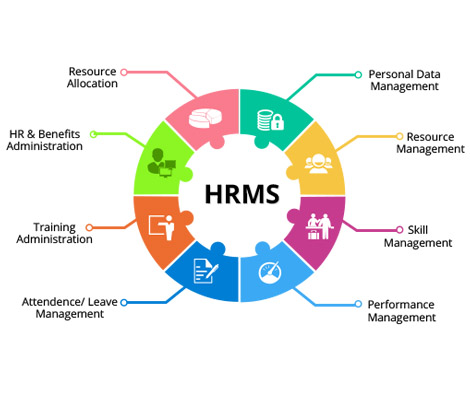 Resource
Allocation
Personal Data
Management
HR & Benefits
Administration
Resource
Management
HRMS
Training
Administration
Skill
Management
Attendence/ Leave
Management
Performance
Management